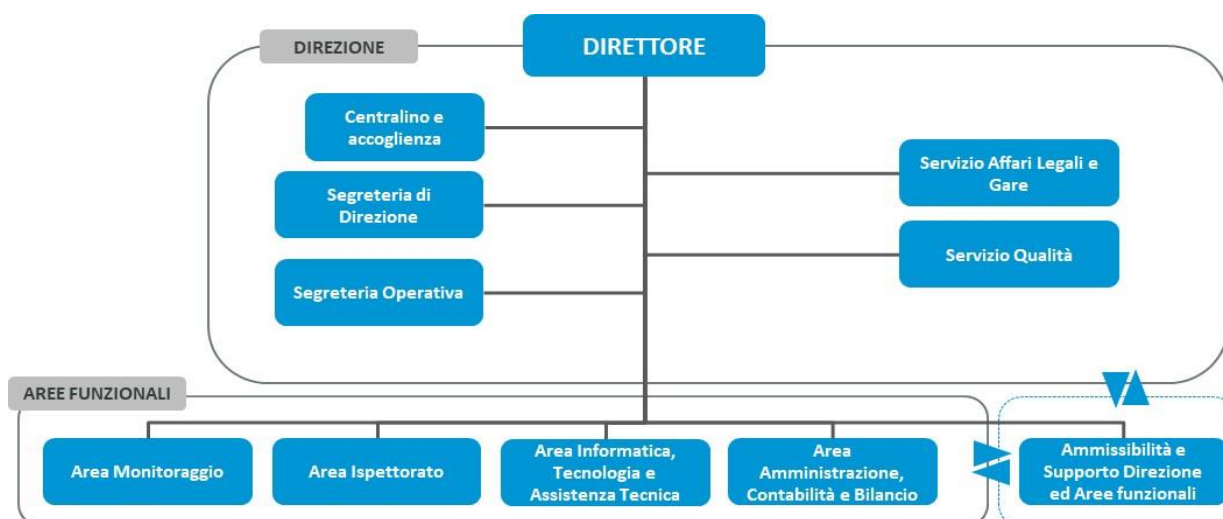 DIREZIONE
DIRETTORE
Centralino e
accoglienza
Segreteria di
Direzione
Segreteria Operativa
Servizio Affari Legali e
Gare
Servizio Qualità
AREE FUNZIONALI
Area Monitoraggio
Area Ispettorato
Area Informatica,
Tecnologia e
Assistenza Tecnica
Area
Amministrazione,
Contabilità e Bilancio
Ammissibilità e
Supporto Direzione
ed Aree funzionali